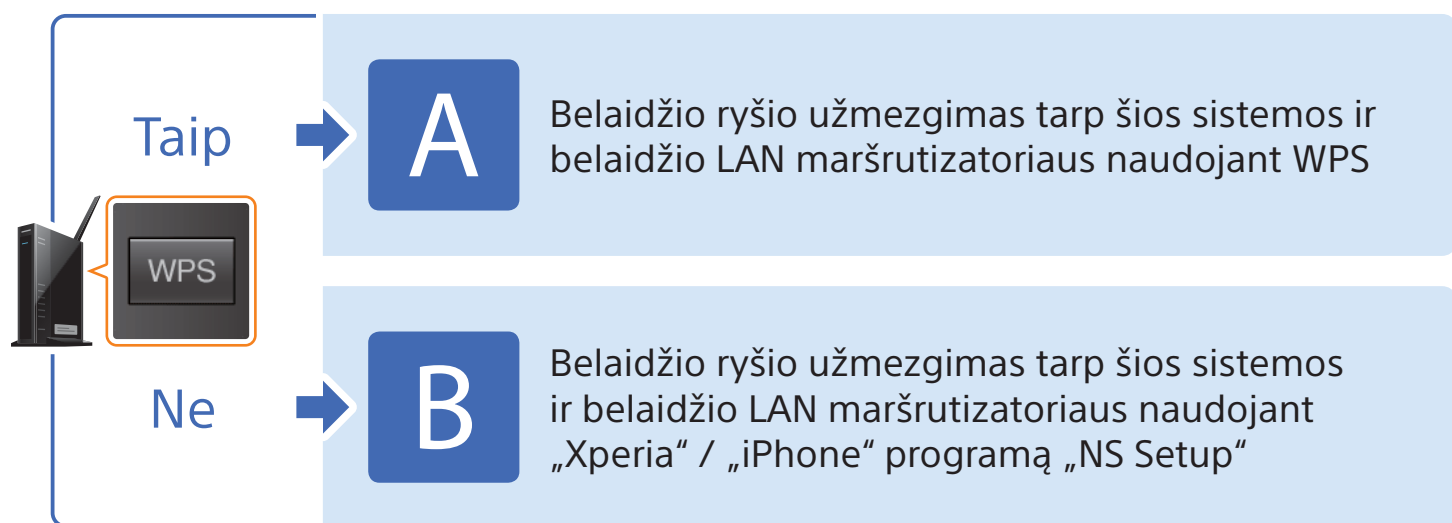 Taip
A
Belaidžio ryšio užmezgimas tarp šios sistemos ir
belaidžio LAN maršrutizatoriaus naudojant WPS
WPS
Ne
B
Belaidžio ryšio užmezgimas tarp šios sistemos
ir belaidžio LAN maršrutizatoriaus naudojant
„Xperia“ / „iPhone“ programą „NS Setup“